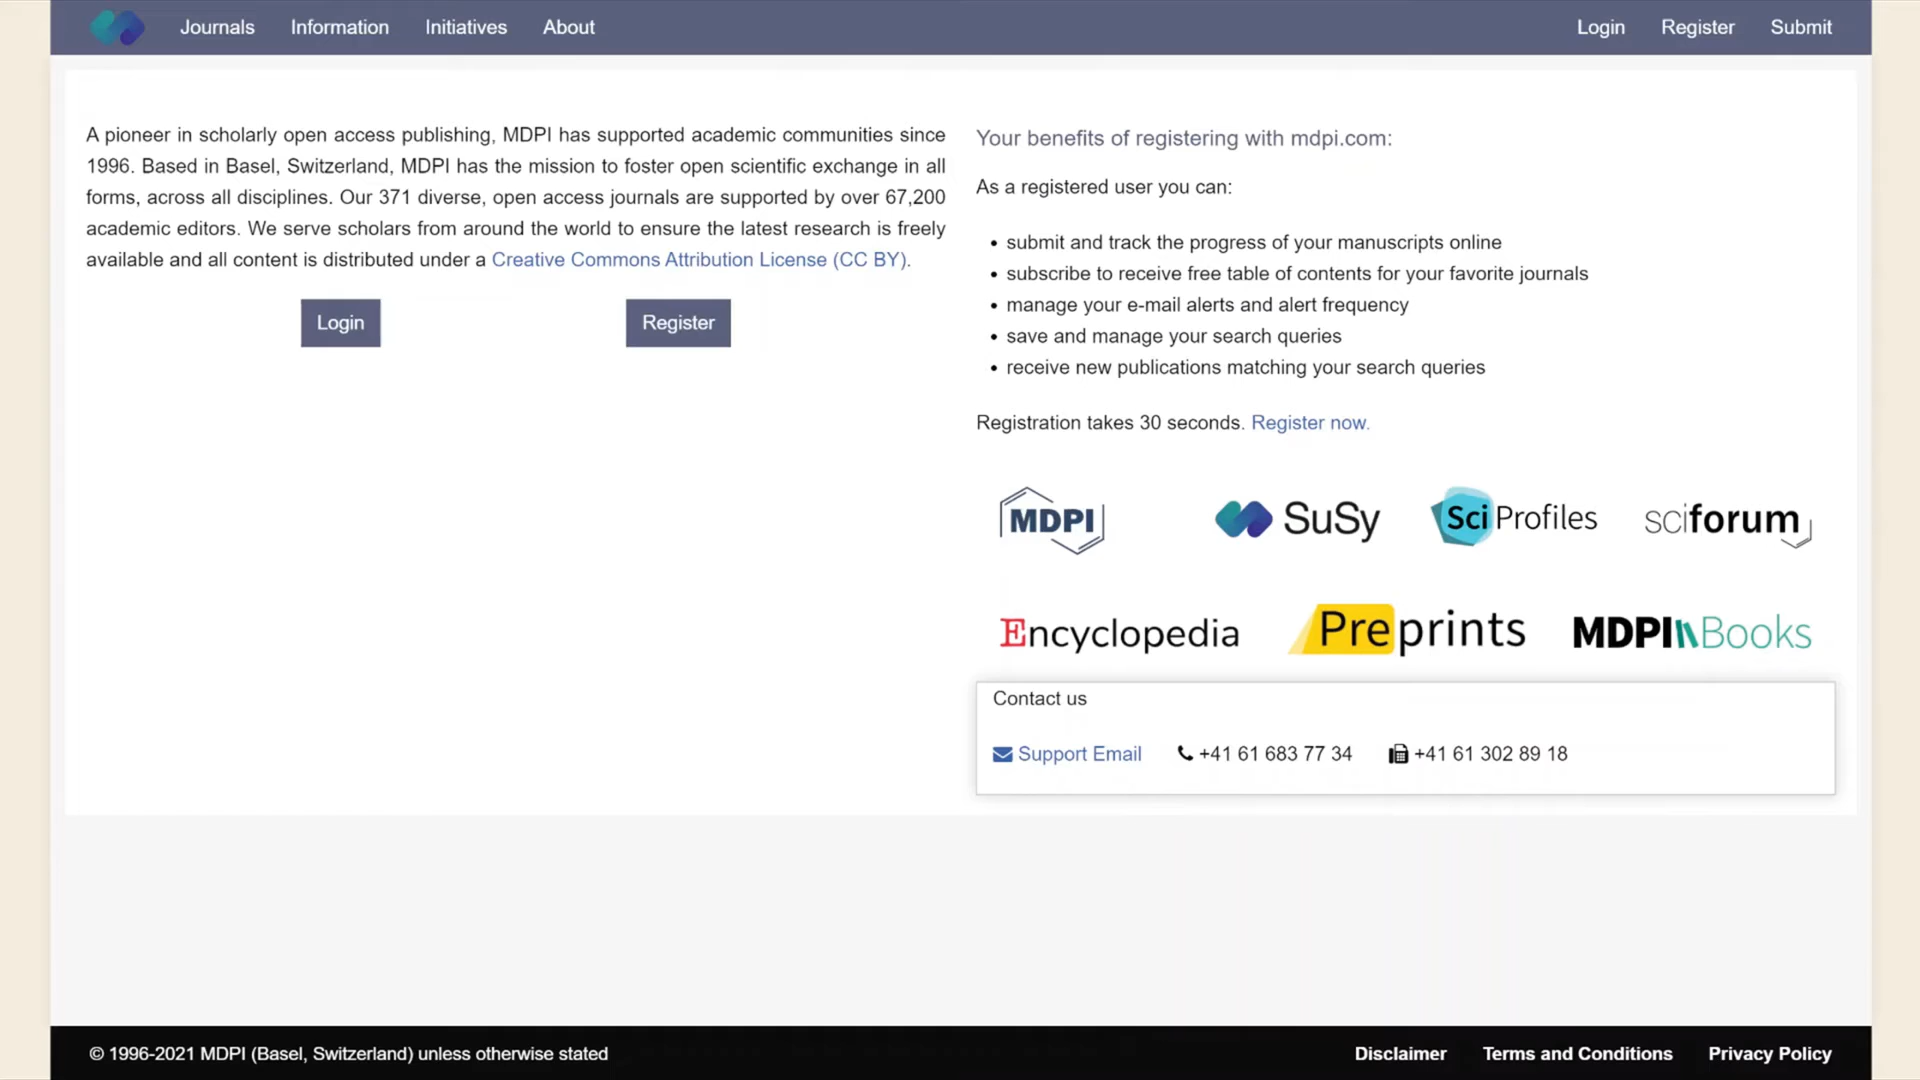 Journals Information Initiatives About Login Register Submit
A pioneer in scholarly open access publishing, MDPI has supported academic communities since
1996. Based in Basel, Switzerland, MDPI has the mission to foster open scientific exchange in all
forms, across all disciplines. Our 371 diverse, open access journals are supported by over 67,200
academic editors. We serve scholars from around the world to ensure the latest research is freely
available and all content is distributed under a Creative Commons Attribution License (CC BY).
Login Register
Your benefits of registering with mdpi.com:
As a registered user you can:
• submit and track the progress of your manuscripts online
• subscribe to receive free table of contents for your favorite journals
• manage your e-mail alerts and alert frequency
• save and manage your search queries
• receive new publications matching your search queries
Registration takes 30 seconds. Register now.
MDPI SuSy SciProfiles sciforum
Encyclopedia Preprints MDPI Books
Contact us
Support Email +41 61 683 77 34 +41 61 302 89 18
© 1996-2021 MDPI (Basel, Switzerland) unless otherwise stated Disclaimer Terms and Conditions Privacy Policy